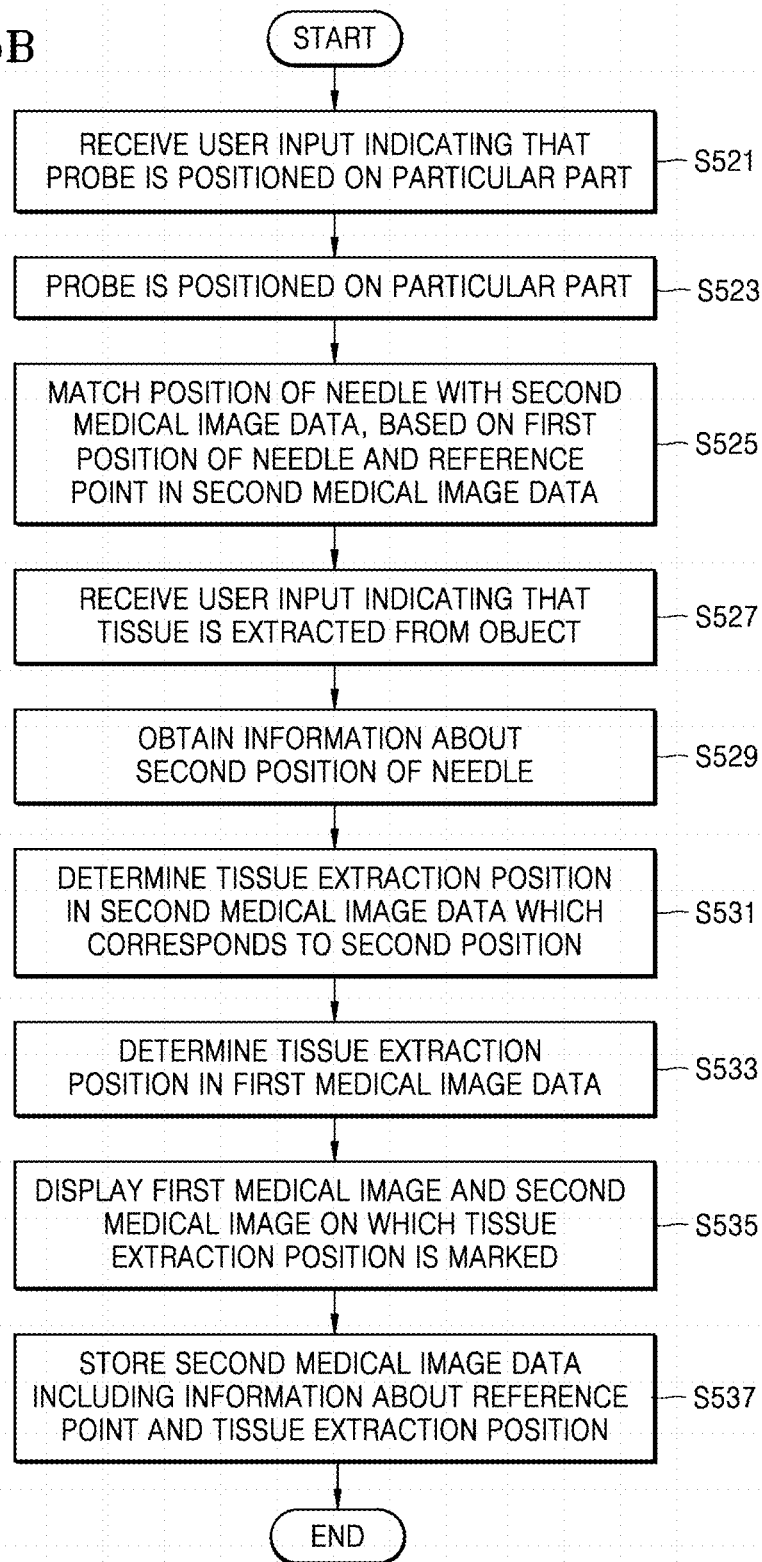 B
START
RECEIVE USER INPUT INDICATING THAT
PROBE IS POSITIONED ON PARTICULAR PART
S521
PROBE IS POSITIONED ON PARTICULAR PART
S523
MATCH POSITION OF NEEDLE WITH SECOND
MEDICAL IMAGE DATA, BASED ON FIRST
POSITION OF NEEDLE AND REFERENCE
POINT IN SECOND MEDICAL IMAGE DATA
S525
RECEIVE USER INPUT INDICATING THAT
TISSUE IS EXTRACTED FROM OBJECT
S527
OBTAIN INFORMATION ABOUT
SECOND POSITION OF NEEDLE
S529
DETERMINE TISSUE EXTRACTION POSITION
IN SECOND MEDICAL IMAGE DATA WHICH
CORRESPONDS TO SECOND POSITION
S531
DETERMINE TISSUE EXTRACTION
POSITION IN FIRST MEDICAL IMAGE DATA
S533
DISPLAY FIRST MEDICAL IMAGE AND SECOND
MEDICAL IMAGE ON WHICH TISSUE
EXTRACTION POSITION IS MARKED
S535
STORE SECOND MEDICAL IMAGE DATA
INCLUDING INFORMATION ABOUT REFERENCE
POINT AND TISSUE EXTRACTION POSITION
S537
END